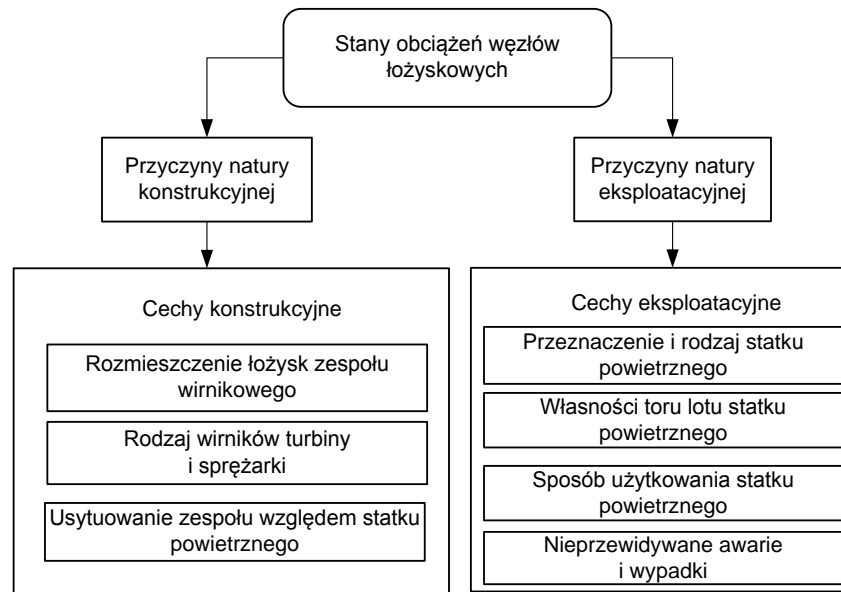 Stany obciążeń węzłów
łożyskowych
Przyczyny natury
konstrukcyjnej
Przyczyny natury
eksploatacyjnej
Cechy konstrukcyjne
Rozmieszczenie łożysk zespołu
wirnikowego
Rodzaj wirników turbiny
i sprężarki
Usytuowanie zespołu względem statku
powietrznego
Cechy eksploatacyjne
Przeznaczenie i rodzaj statku
powietrznego
Własności toru lotu statku
powietrznego
Sposób użytkowania statku
powietrznego
Nieprzewidywane awarie
i wypadki